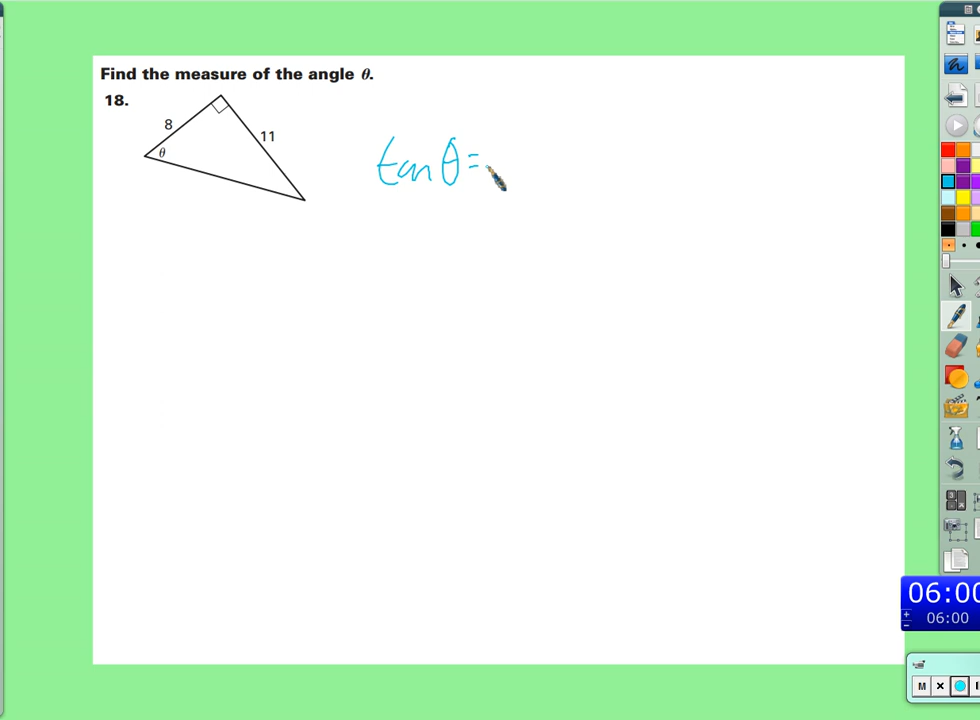 Find the measure of the angle θ.
18.
8
11
θ
tan θ =
06:00
06:00
M